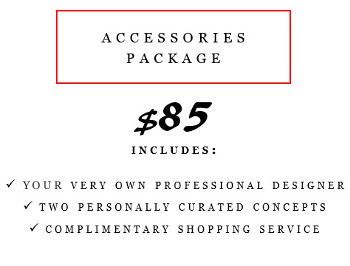 ACCESSORIES
PACKAGE
$85
INCLUDES:
✓ YOUR VERY OWN PROFESSIONAL DESIGNER
✓ TWO PERSONALLY CURATED CONCEPTS
✓ COMPLIMENTARY SHOPPING SERVICE